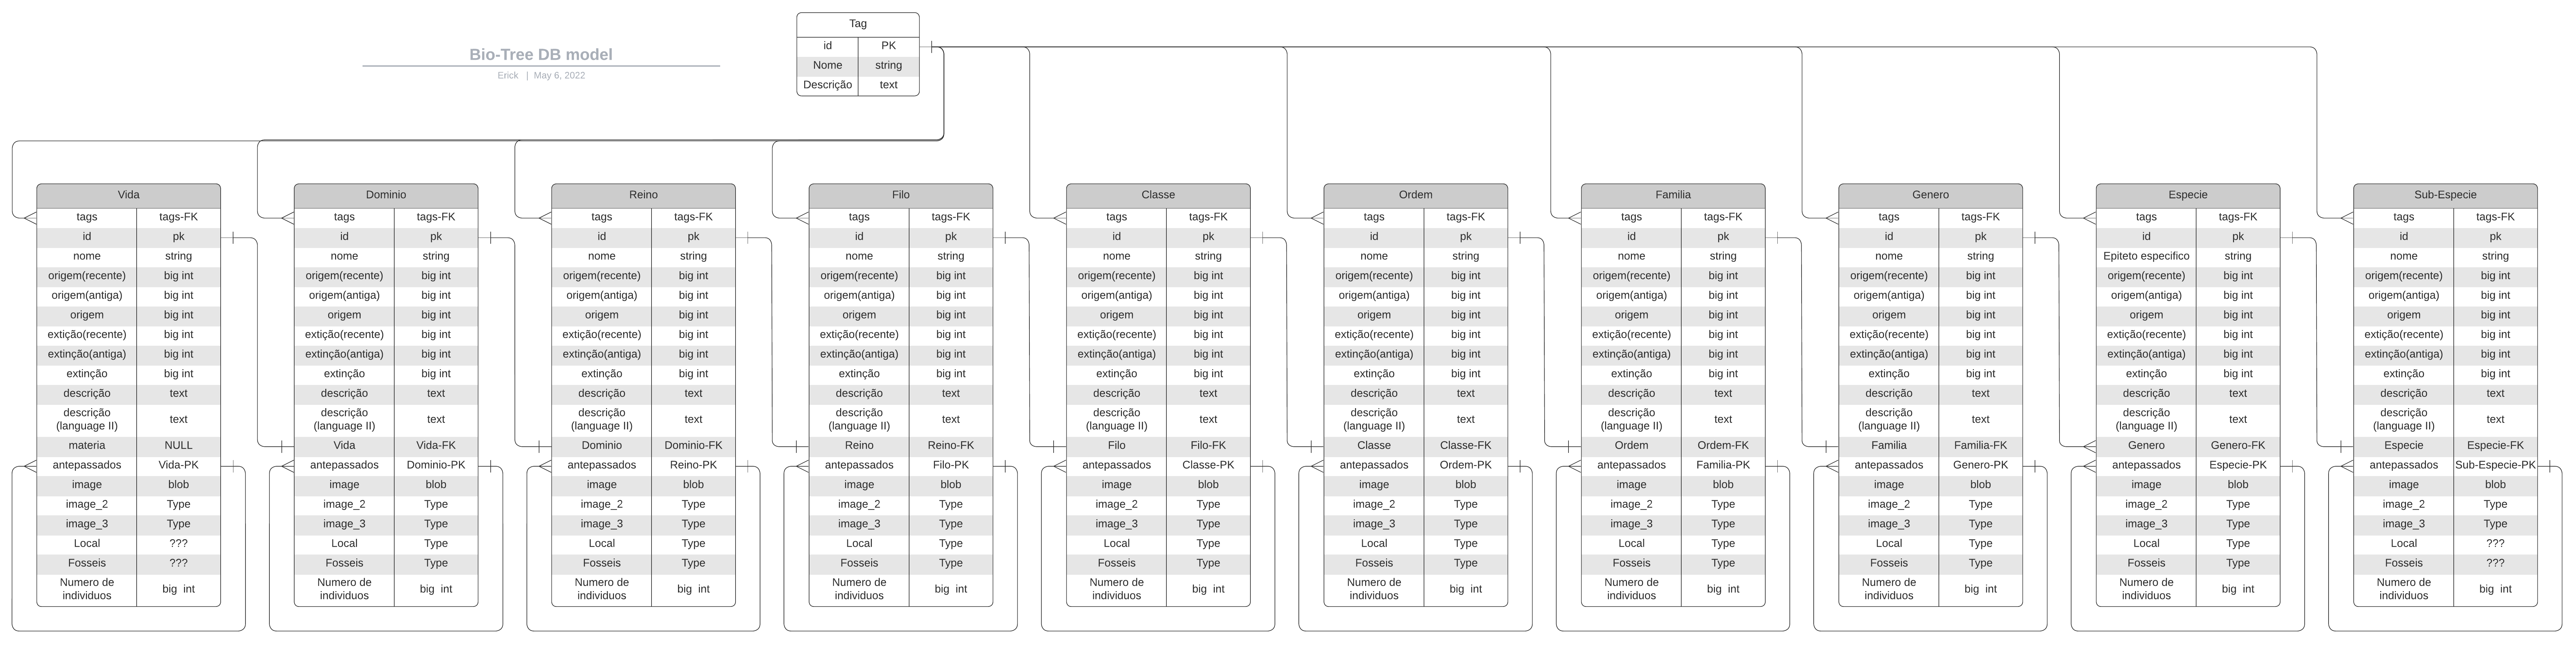 Tag
id PK
Nome string
Descrição text
Bio-Tree DB model
Erick | May 6, 2022
Vida
tags tags-FK
id pk
nome string
origem(recente) big int
origem(antiga) big int
origem big int
extição(recente) big int
extinção(antiga) big int
extinção big int
descrição text
descrição
(language II) text
materia NULL
antepassados Vida-PK
image blob
image_2 Type
image_3 Type
Local ???
Fosseis ???
Numero de
individuos big int
Dominio
tags tags-FK
id pk
nome string
origem(recente) big int
origem(antiga) big int
origem big int
extição(recente) big int
extinção(antiga) big int
extinção big int
descrição text
descrição
(language II) text
Vida Vida-FK
antepassados Dominio-PK
image blob
image_2 Type
image_3 Type
Local Type
Fosseis Type
Numero de
individuos big int
Reino
tags tags-FK
id pk
nome string
origem(recente) big int
origem(antiga) big int
origem big int
extição(recente) big int
extinção(antiga) big int
extinção big int
descrição text
descrição
(language II) text
Dominio Dominio-FK
antepassados Reino-PK
image blob
image_2 Type
image_3 Type
Local Type
Fosseis Type
Numero de
individuos big int
Filo
tags tags-FK
id pk
nome string
origem(recente) big int
origem(antiga) big int
origem big int
extição(recente) big int
extinção(antiga) big int
extinção big int
descrição text
descrição
(language II) text
Reino Reino-FK
antepassados Filo-PK
image blob
image_2 Type
image_3 Type
Local Type
Fosseis Type
Numero de
individuos big int
Classe
tags tags-FK
id pk
nome string
origem(recente) big int
origem(antiga) big int
origem big int
extição(recente) big int
extinção(antiga) big int
extinção big int
descrição text
descrição
(language II) text
Filo Filo-FK
antepassados Classe-PK
image blob
image_2 Type
image_3 Type
Local Type
Fosseis Type
Numero de
individuos big int
Ordem
tags tags-FK
id pk
nome string
origem(recente) big int
origem(antiga) big int
origem big int
extição(recente) big int
extinção(antiga) big int
extinção big int
descrição text
descrição
(language II) text
Classe Classe-FK
antepassados Ordem-PK
image blob
image_2 Type
image_3 Type
Local Type
Fosseis Type
Numero de
individuos big int
Familia
tags tags-FK
id pk
nome string
origem(recente) big int
origem(antiga) big int
origem big int
extição(recente) big int
extinção(antiga) big int
extinção big int
descrição text
descrição
(language II) text
Ordem Ordem-FK
antepassados Familia-PK
image blob
image_2 Type
image_3 Type
Local Type
Fosseis Type
Numero de
individuos big int
Genero
tags tags-FK
id pk
nome string
origem(recente) big int
origem(antiga) big int
origem big int
extição(recente) big int
extinção(antiga) big int
extinção big int
descrição text
descrição
(language II) text
Familia Familia-FK
antepassados Genero-PK
image blob
image_2 Type
image_3 Type
Local Type
Fosseis Type
Numero de
individuos big int
Especie
tags tags-FK
id pk
Epiteto especifico string
origem(recente) big int
origem(antiga) big int
origem big int
extição(recente) big int
extinção(antiga) big int
extinção big int
descrição text
descrição
(language II) text
Genero Genero-FK
antepassados Especie-PK
image blob
image_2 Type
image_3 Type
Local Type
Fosseis Type
Numero de
individuos big int
Sub-Especie
tags tags-FK
id pk
nome string
origem(recente) big int
origem(antiga) big int
origem big int
extição(recente) big int
extinção(antiga) big int
extinção big int
descrição text
descrição
(language II) text
Especie Especie-FK
antepassados Sub-Especie-PK
image blob
image_2 Type
image_3 Type
Local ???
Fosseis ???
Numero de
individuos big int